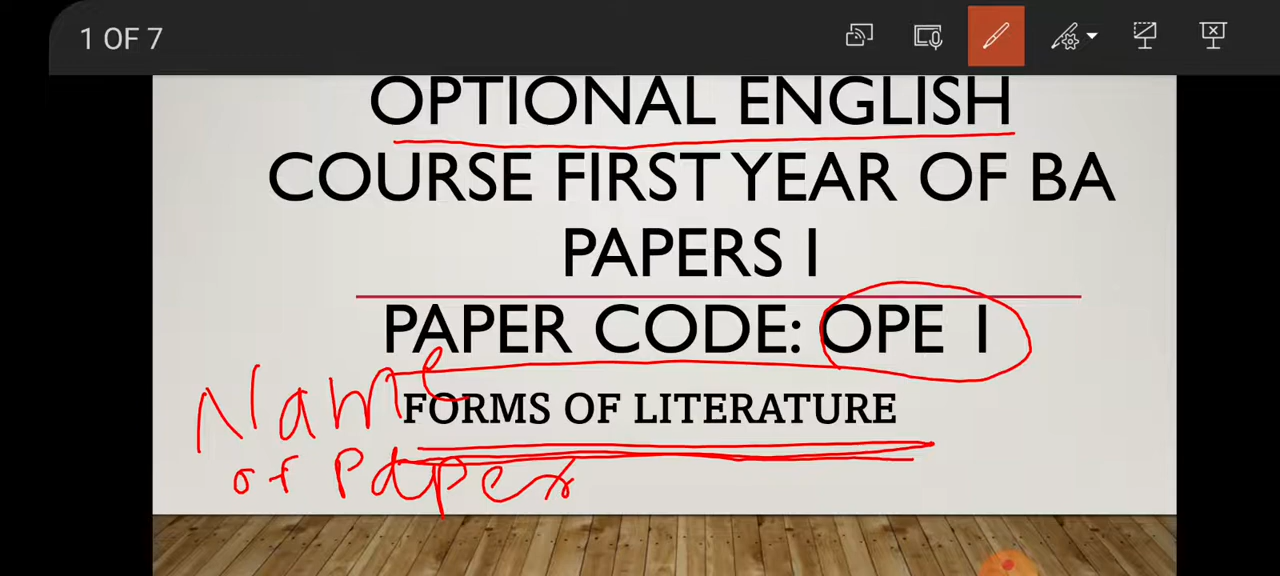 1 OF 7
OPTIONAL ENGLISH
COURSE FIRST YEAR OF BA
PAPERS I
PAPER CODE: OPE 1
FORMS OF LITERATURE
Name
of Paper